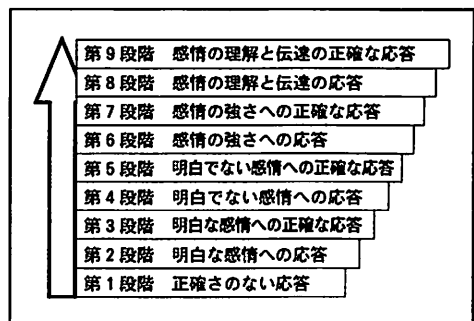 第9段階 感情の理解と伝達の正確な応答
第8段階 感情の理解と伝達の応答
第7段階 感情の強さへの正確な応答
第6段階 感情の強さへの応答
第5段階 明白でない感情への正確な応答
第4段階 明白でない感情への応答
第3段階 明白な感情への正確な応答
第2段階 明白な感情への応答
第1段階 正確さのない応答